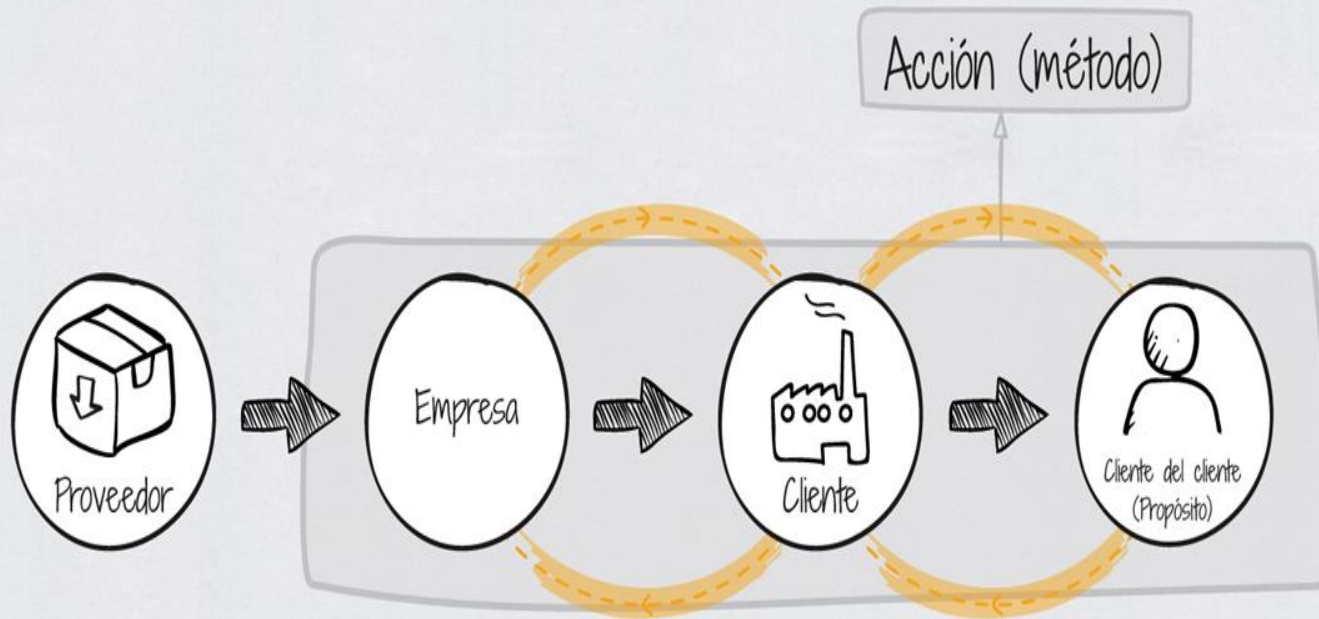 Acción (método)
Proveedor
Empresa
Cliente
Cliente del cliente
(Propósito)